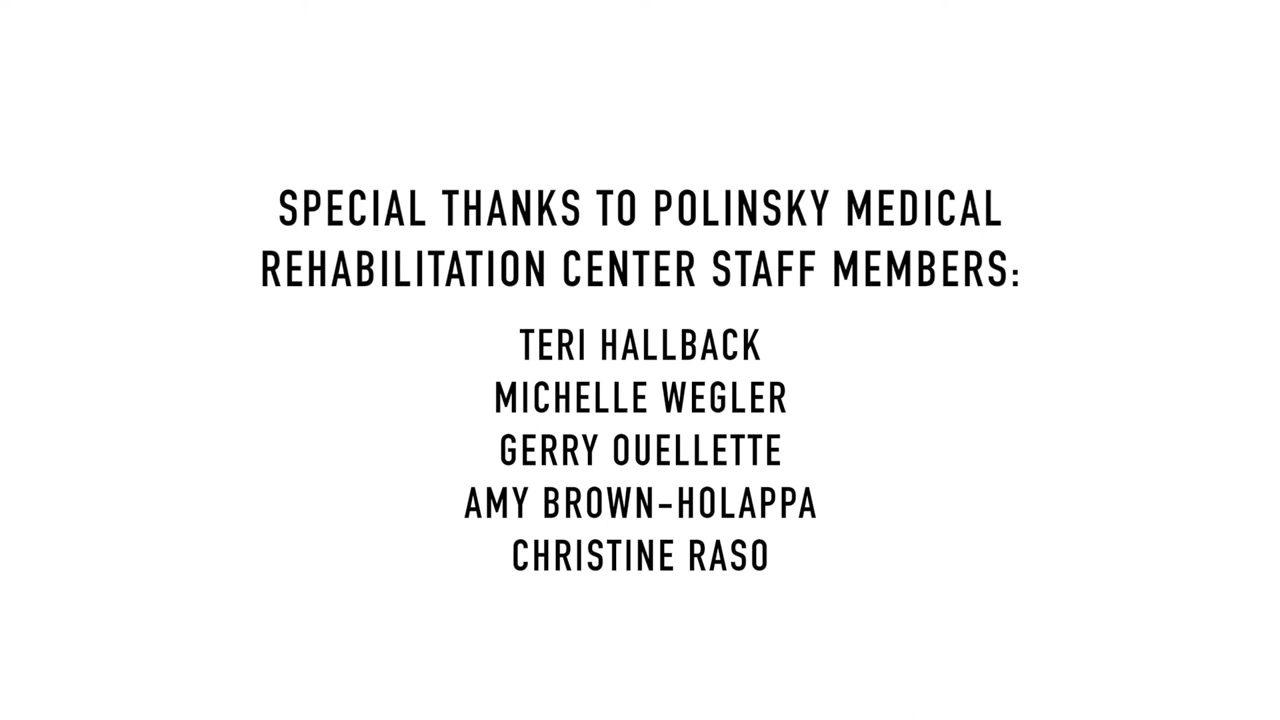 SPECIAL THANKS TO POLINSKY MEDICAL
REHABILITATION CENTER STAFF MEMBERS:
TERI HALLBACK
MICHELLE WEGLER
GERRY OUELLETTE
AMY BROWN-HOLAPPA
CHRISTINE RASO